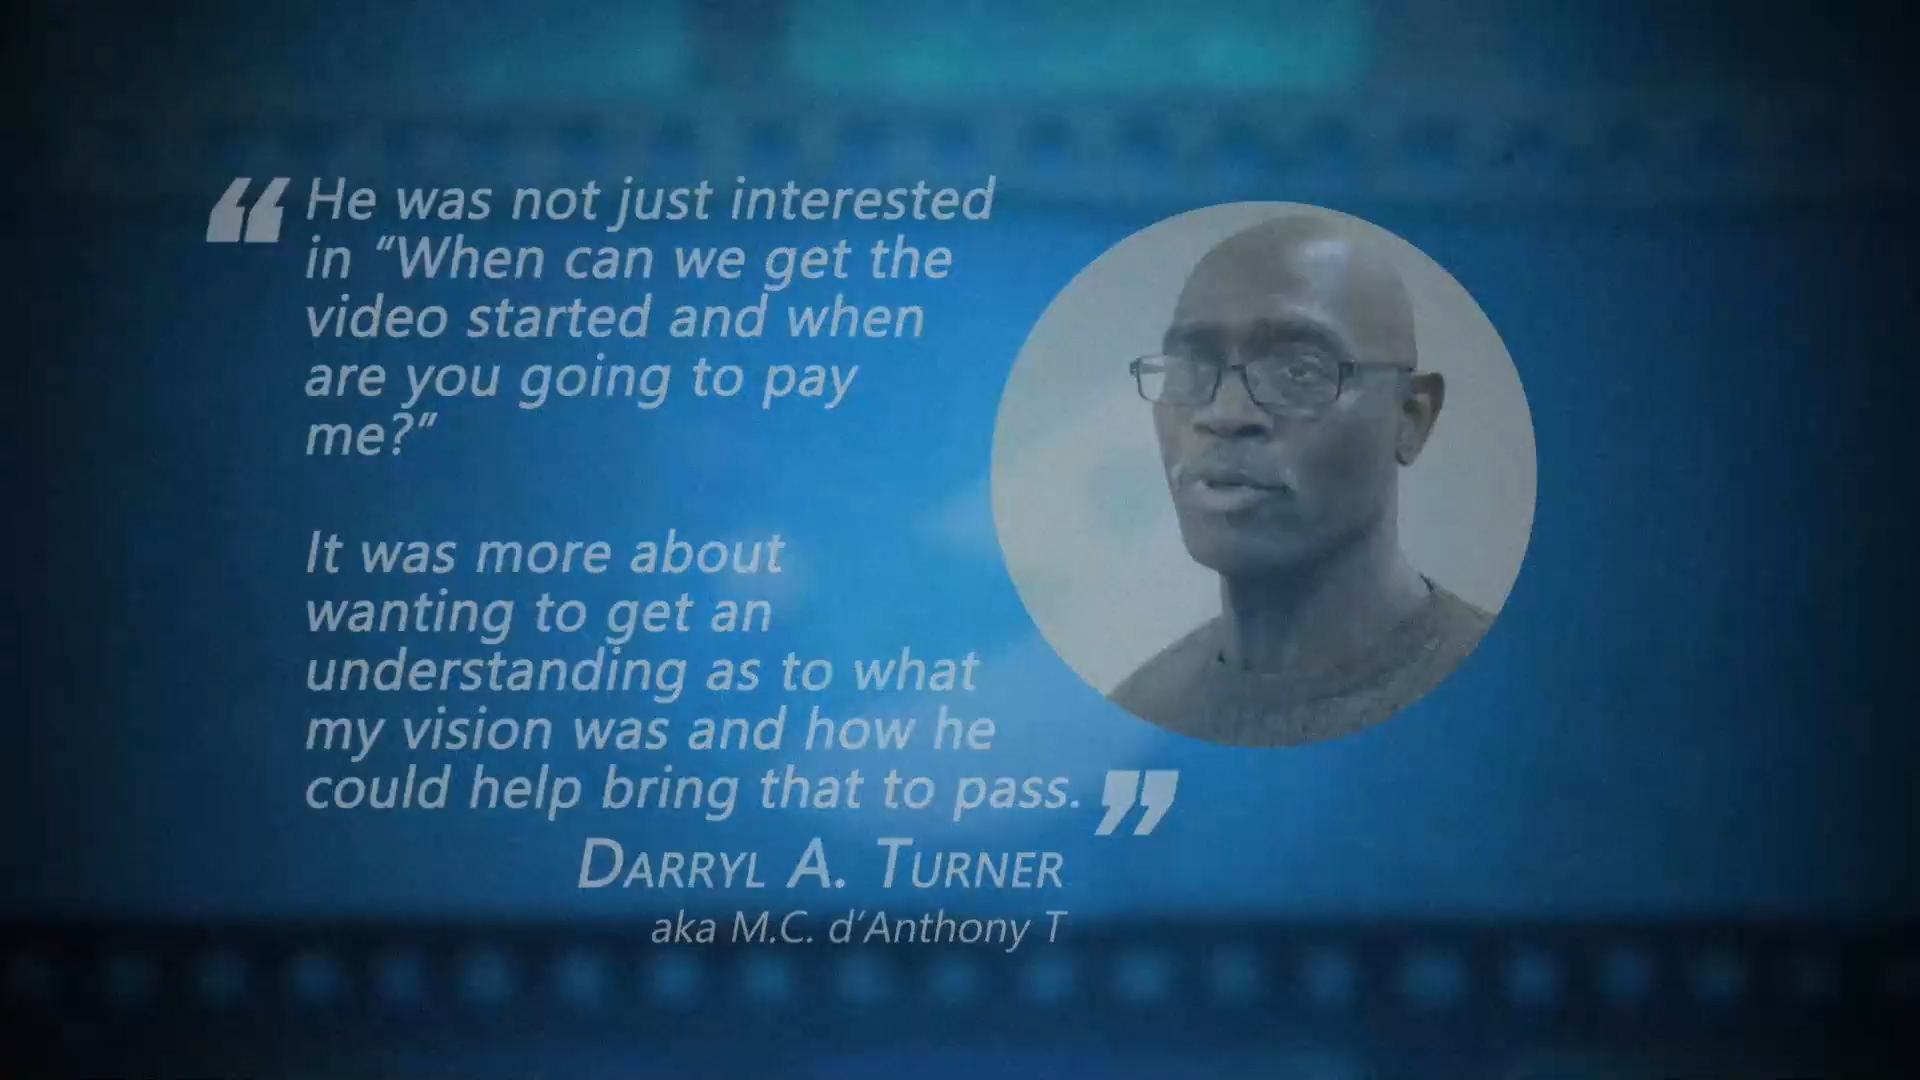 “He was not just interested
in “When can we get the
video started and when
are you going to pay
me?”
It was more about
wanting to get an
understanding as to what
my vision was and how he
could help bring that to pass.”
DARRYL A. TURNER
aka M.C. d’Anthony T